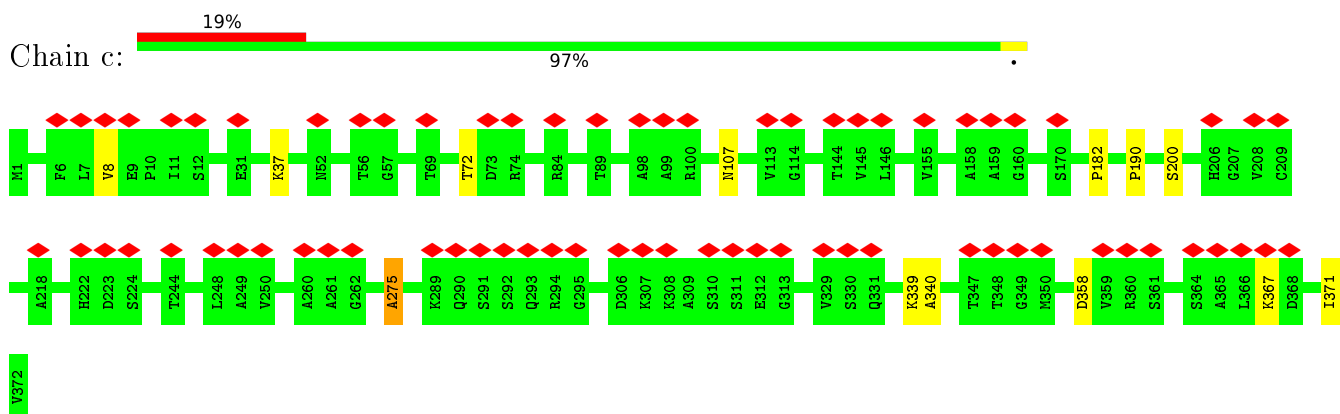 19%
Chain c:
97%
.
M1 F6 L7 V8 E9 P10 I11 S12 E31 K37 N52 T56 G57 T69 T72 D73 R74 R84 T89 A98 A99 R100 N107 V113 G114 T144 V145 L146 V155 A158 A159 G160 S170 P182 P190 S200 H206 G207 V208 C209
A218 H222 D223 S224 T244 L248 A249 V250 A260 A261 G262 A275 K289 Q290 S291 S292 Q293 R294 G295 D306 K307 K308 A309 S310 S311 E312 G313 V329 S330 Q331 K339 A340 T347 T348 G349 M350 D358 V359 R360 S361 S364 A365 L366 K367 D368 I371
V372